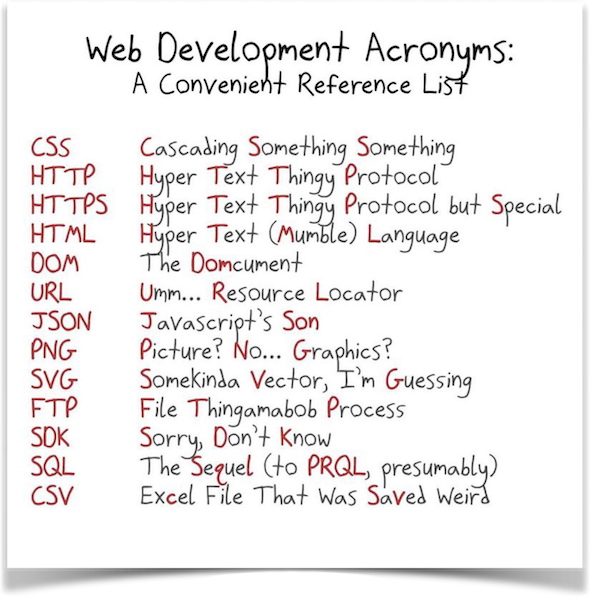 Web Development Acronyms:
A Convenient Reference List
CSS Cascading Something Something
HTTP Hyper Text Thingy Protocol
HTTPS Hyper Text Thingy Protocol but Special
HTML Hyper Text (Mumble) Language
DOM The Domcument
URL Umm... Resource Locator
JSON Javascript's Son
PNG Picture? No... Graphics?
SVG Somekinda Vector, I'm Guessing
FTP File Thingamabob Process
SDK Sorry, Don't Know
SQL The Sequel (to PRQL, presumably)
CSV Excel File That Was Saved Weird